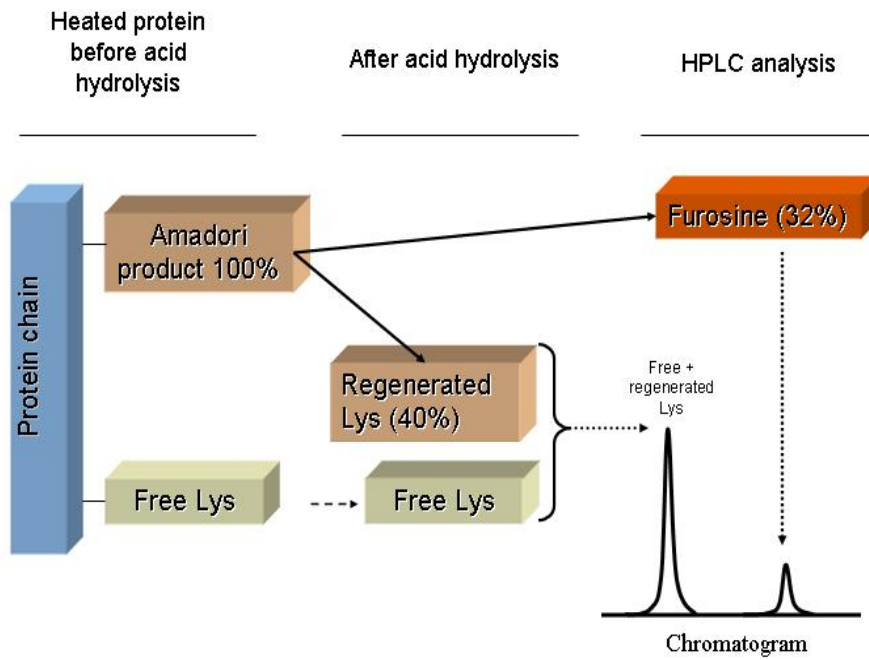 Heated protein
before acid
hydrolysis
After acid hydrolysis
HPLC analysis
Protein chain
Amadori
product 100%
Furosine (32%)
Regenerated
Lys (40%)
Free +
regenerated
Lys
Free Lys
Free Lys
Chromatogram